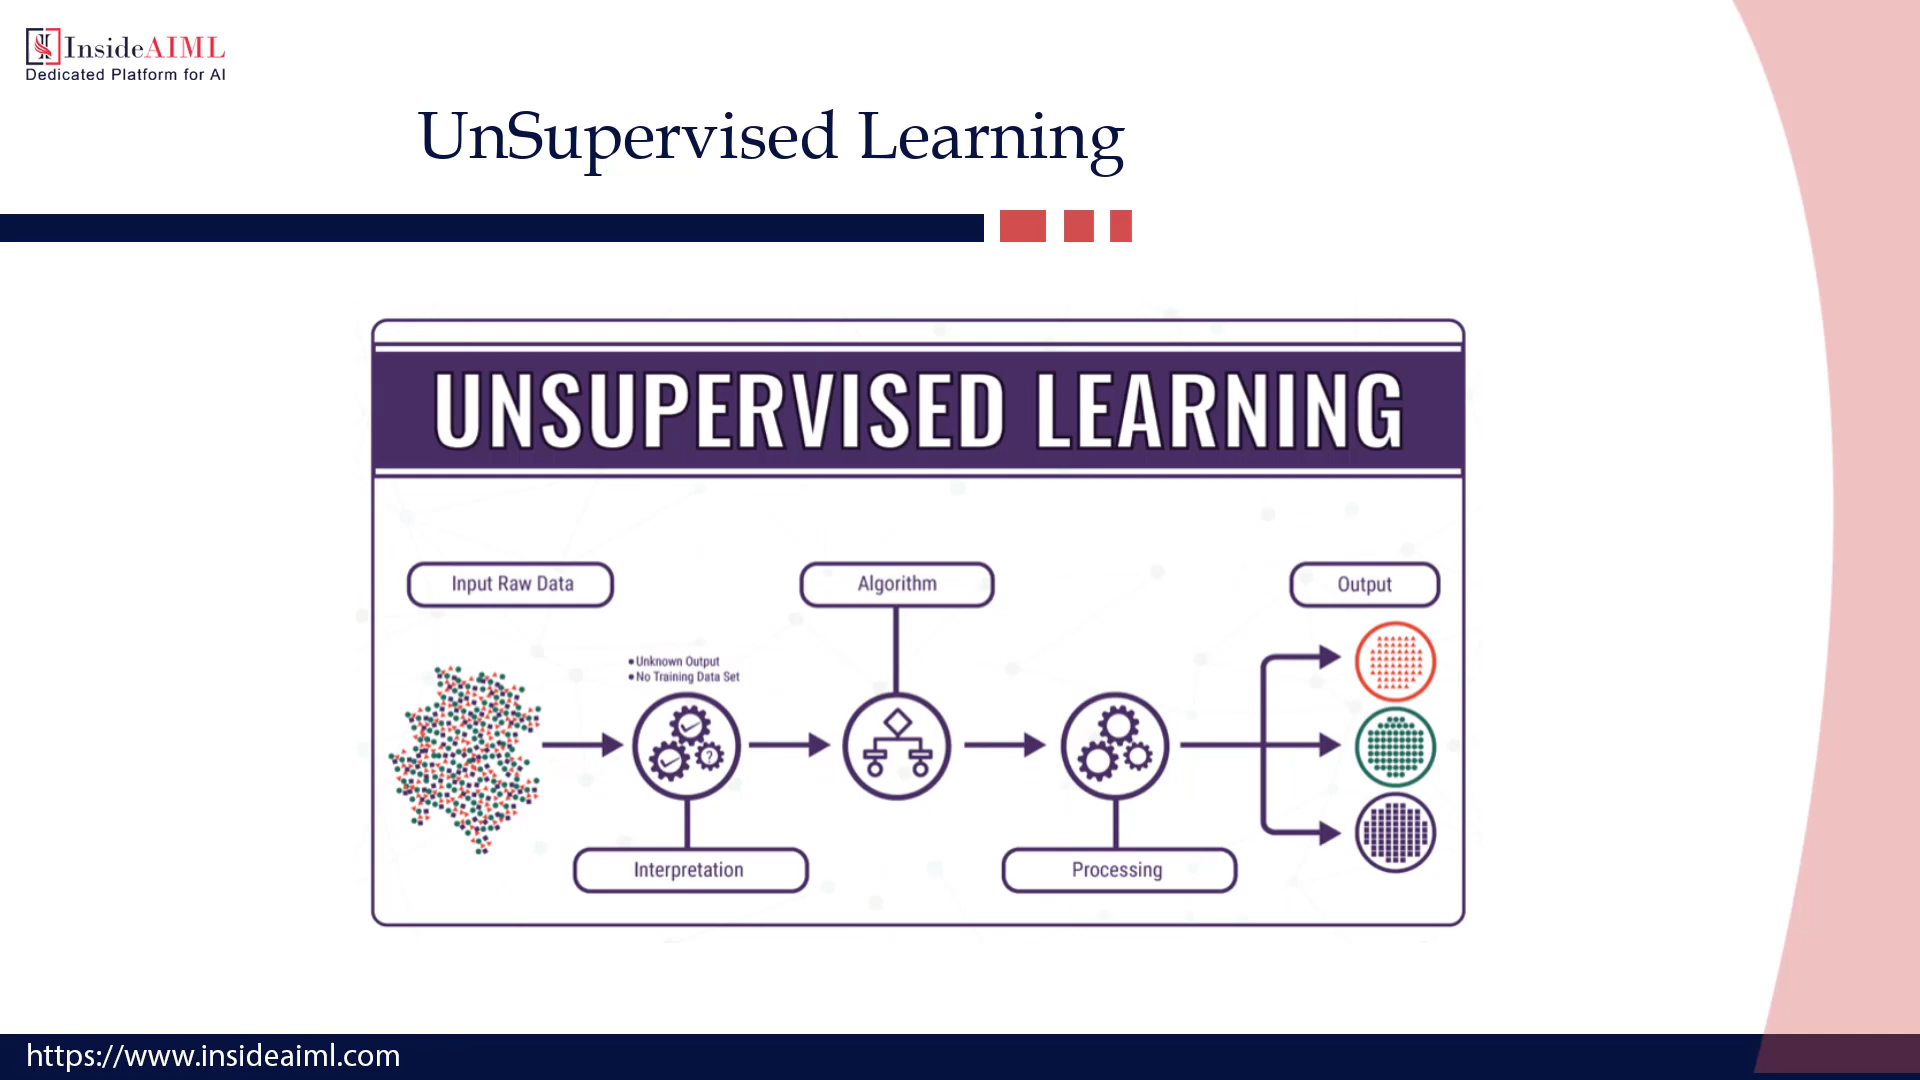 InsideAIML
Dedicated Platform for AI
UnSupervised Learning
UNSUPERVISED LEARNING
Input Raw Data
Algorithm
Output
• Unknown Output
• No Training Data Set
?
Interpretation
Processing
https://www.insideaiml.com